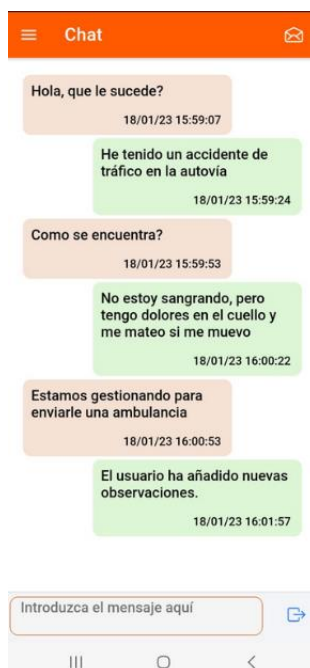 Chat
Hola, que le sucede?
18/01/23 15:59:07
He tenido un accidente de
tráfico en la autovía
18/01/23 15:59:24
Como se encuentra?
18/01/23 15:59:53
No estoy sangrando, pero
tengo dolores en el cuello y
me mateo si me muevo
18/01/23 16:00:22
Estamos gestionando para
enviarle una ambulancia
18/01/23 16:00:53
El usuario ha añadido nuevas
observaciones.
18/01/23 16:01:57
Introduzca el mensaje aquí